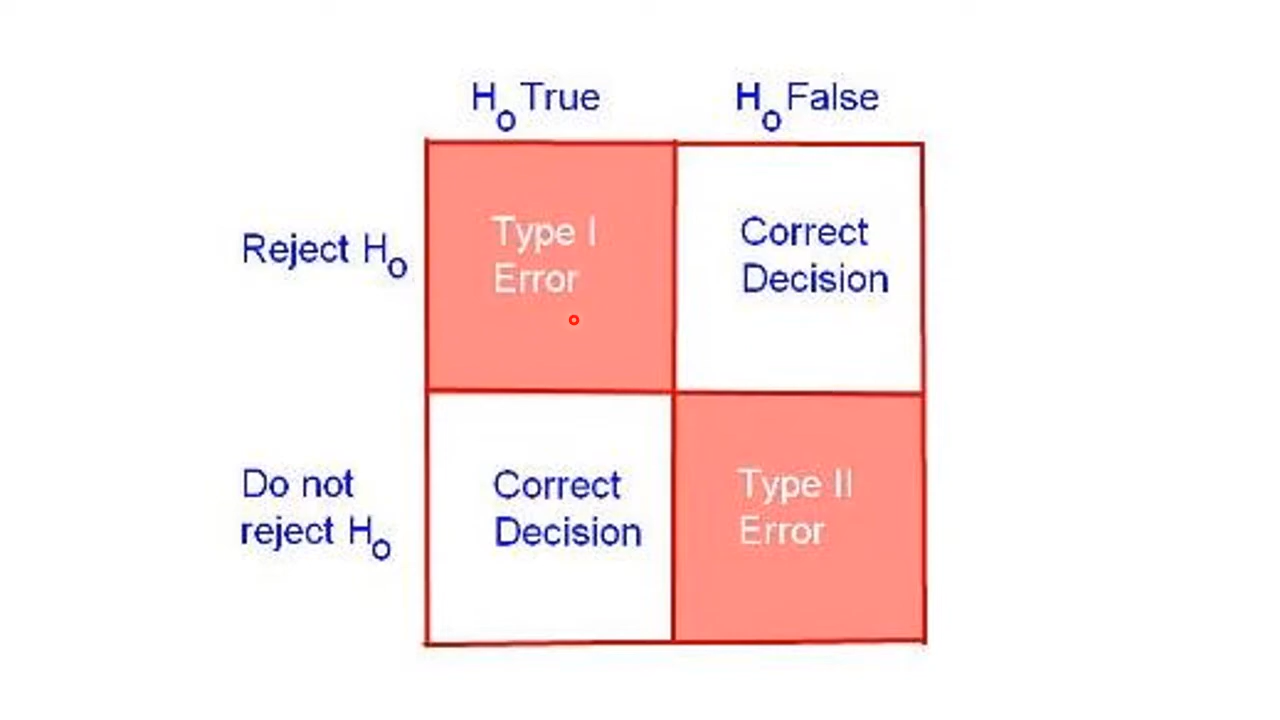 Ho True Ho False
Reject Ho
Type I
Error
Correct
Decision
Do not
reject Ho
Correct
Decision
Type II
Error